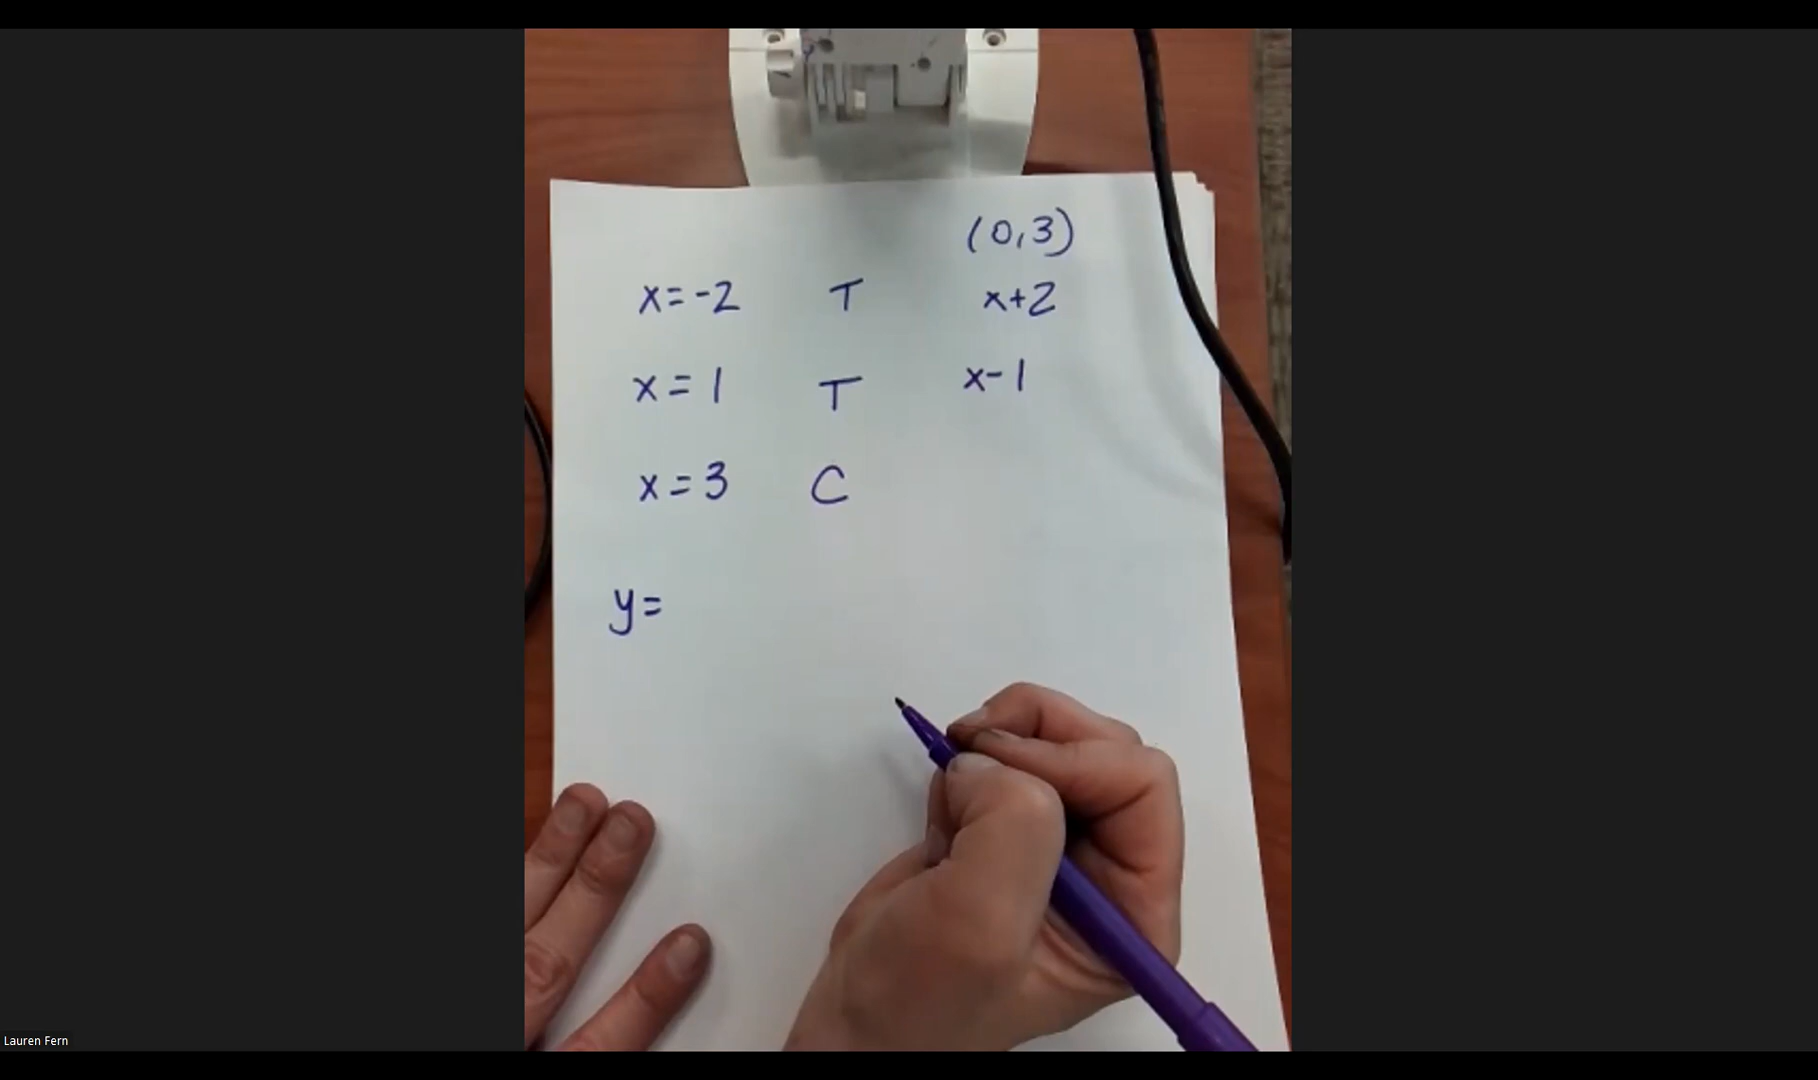 (0,3)
x=-2 T x+2
x=1 T x-1
x=3 C
y=
Lauren Fern